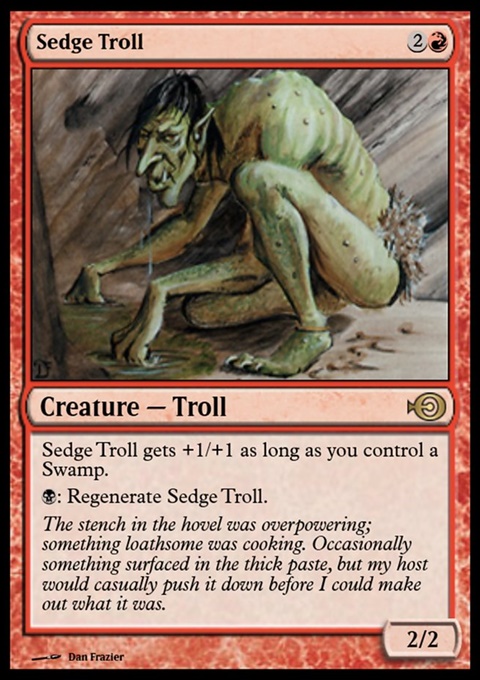 Sedge Troll 2
Creature — Troll
Sedge Troll gets +1/+1 as long as you control a
Swamp.
: Regenerate Sedge Troll.
The stench in the hovel was overpowering;
something loathsome was cooking. Occasionally
something surfaced in the thick paste, but my host
would casually push it down before I could make
out what it was.
2/2
Dan Frazier